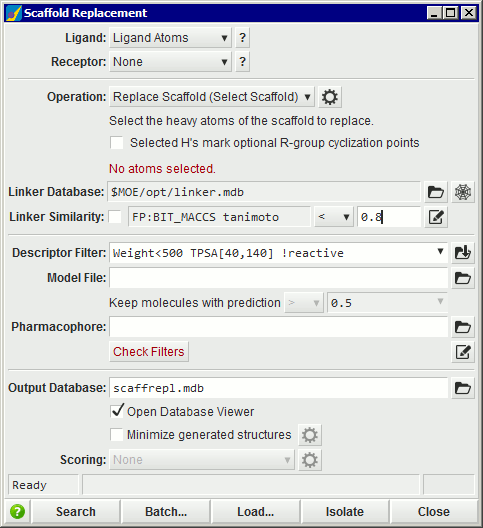 Scaffold Replacement
Ligand: Ligand Atoms ?
Receptor: None ?
Operation: Replace Scaffold (Select Scaffold)
Select the heavy atoms of the scaffold to replace.
Selected H's mark optional R-group cyclization points
No atoms selected.
Linker Database: $MOE/opt/linker.mdb
Linker Similarity: FP:BIT_MACCS tanimoto < 0.8
Descriptor Filter: Weight<500 TPSA[40,140] !reactive
Model File:
Keep molecules with prediction > 0.5
Pharmacophore:
Check Filters
Output Database: scaffrepl.mdb
Open Database Viewer
Minimize generated structures
Scoring: None
Ready
? Search Batch... Load... Isolate Close